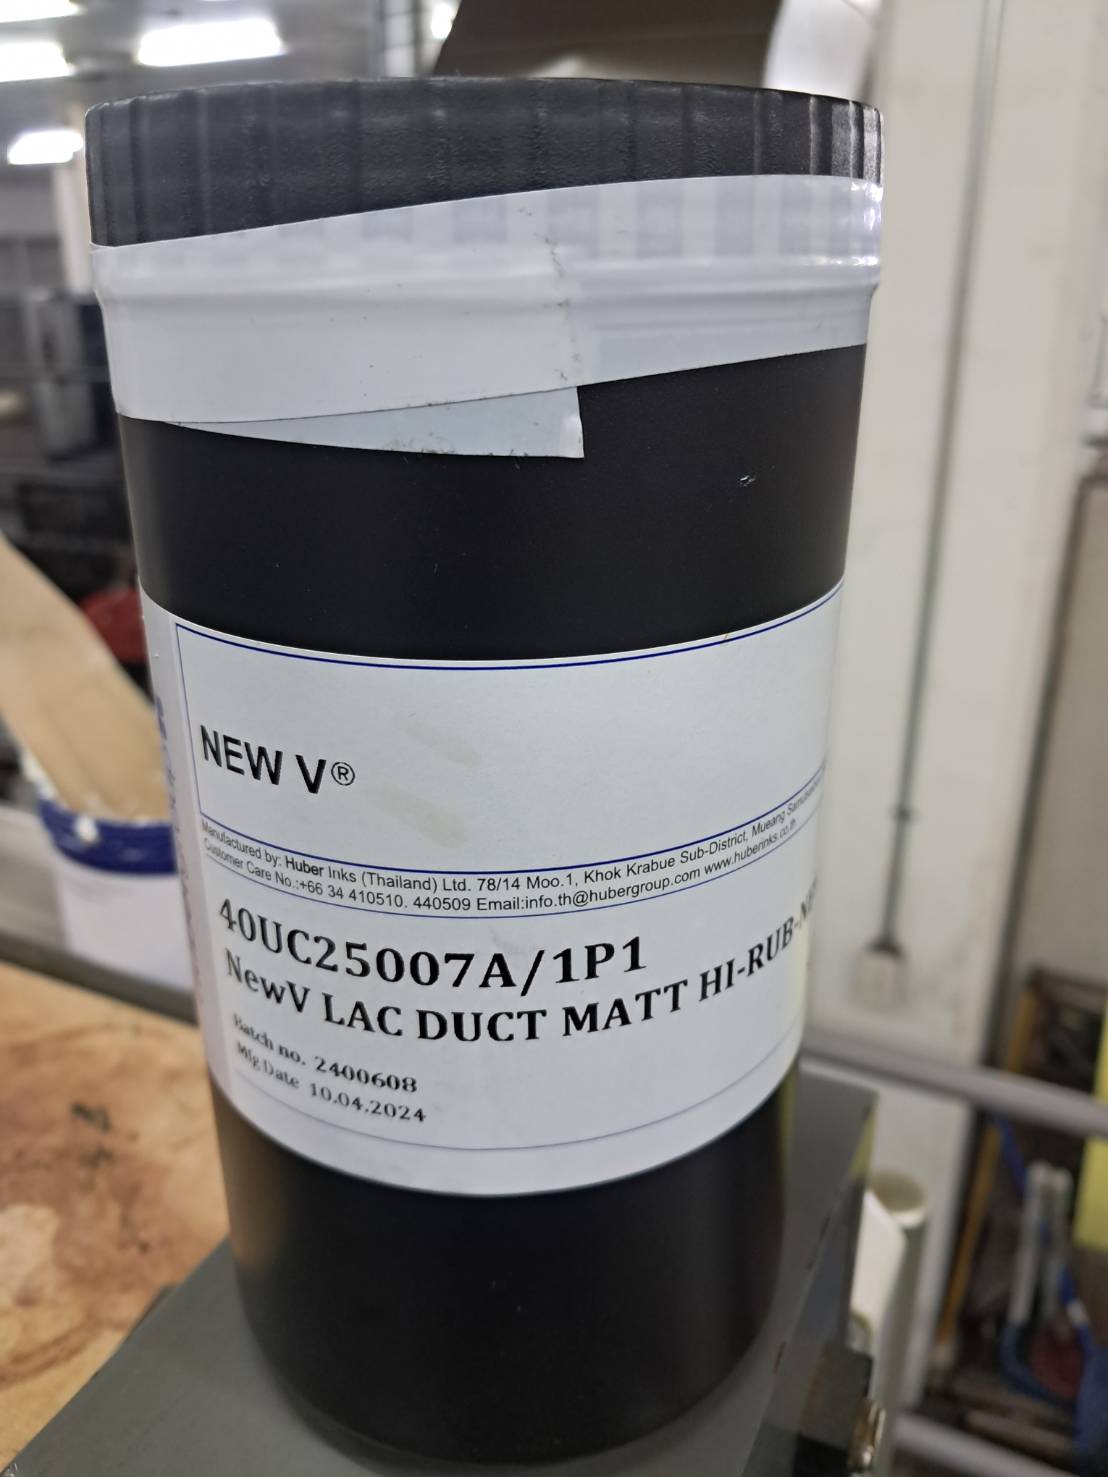 NEW V®
Manufactured by: Huber Inks (Thailand) Ltd. 78/14 Moo.1, Khok Krabue Sub-District, Mueang
Customer Care No.:+66 34 410510. 440509 Email:info.th@hubergroup.com www.huberinks.co.th
40UC25007A/1P1
NewV LAC DUCT MATT HI-RUB-
Batch no. 2400608
Mfg Date 10.04.2024